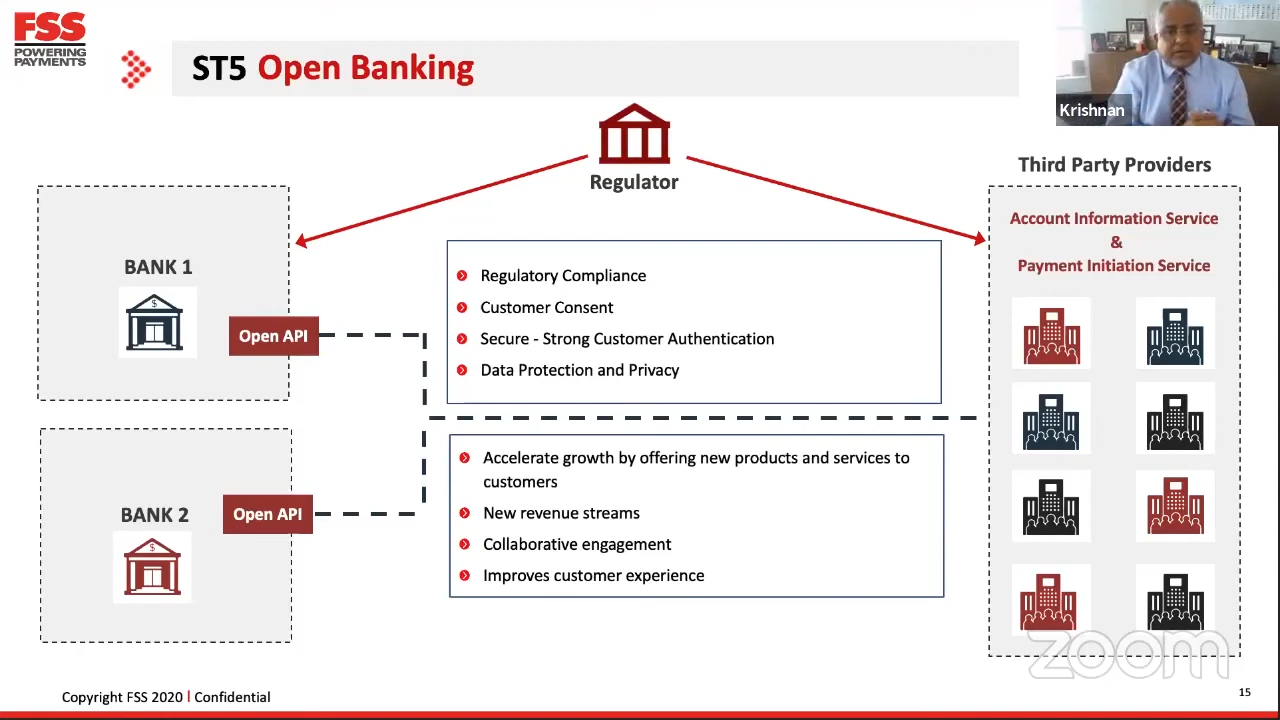 FSS
POWERING
PAYMENTS
ST5 Open Banking
Krishnan
Regulator
Third Party Providers
Account Information Service
&
Payment Initiation Service
BANK 1
$
Open API
Regulatory Compliance
Customer Consent
Secure - Strong Customer Authentication
Data Protection and Privacy
BANK 2
$
Open API
Accelerate growth by offering new products and services to
customers
New revenue streams
Collaborative engagement
Improves customer experience
zoom
Copyright FSS 2020 | Confidential
15